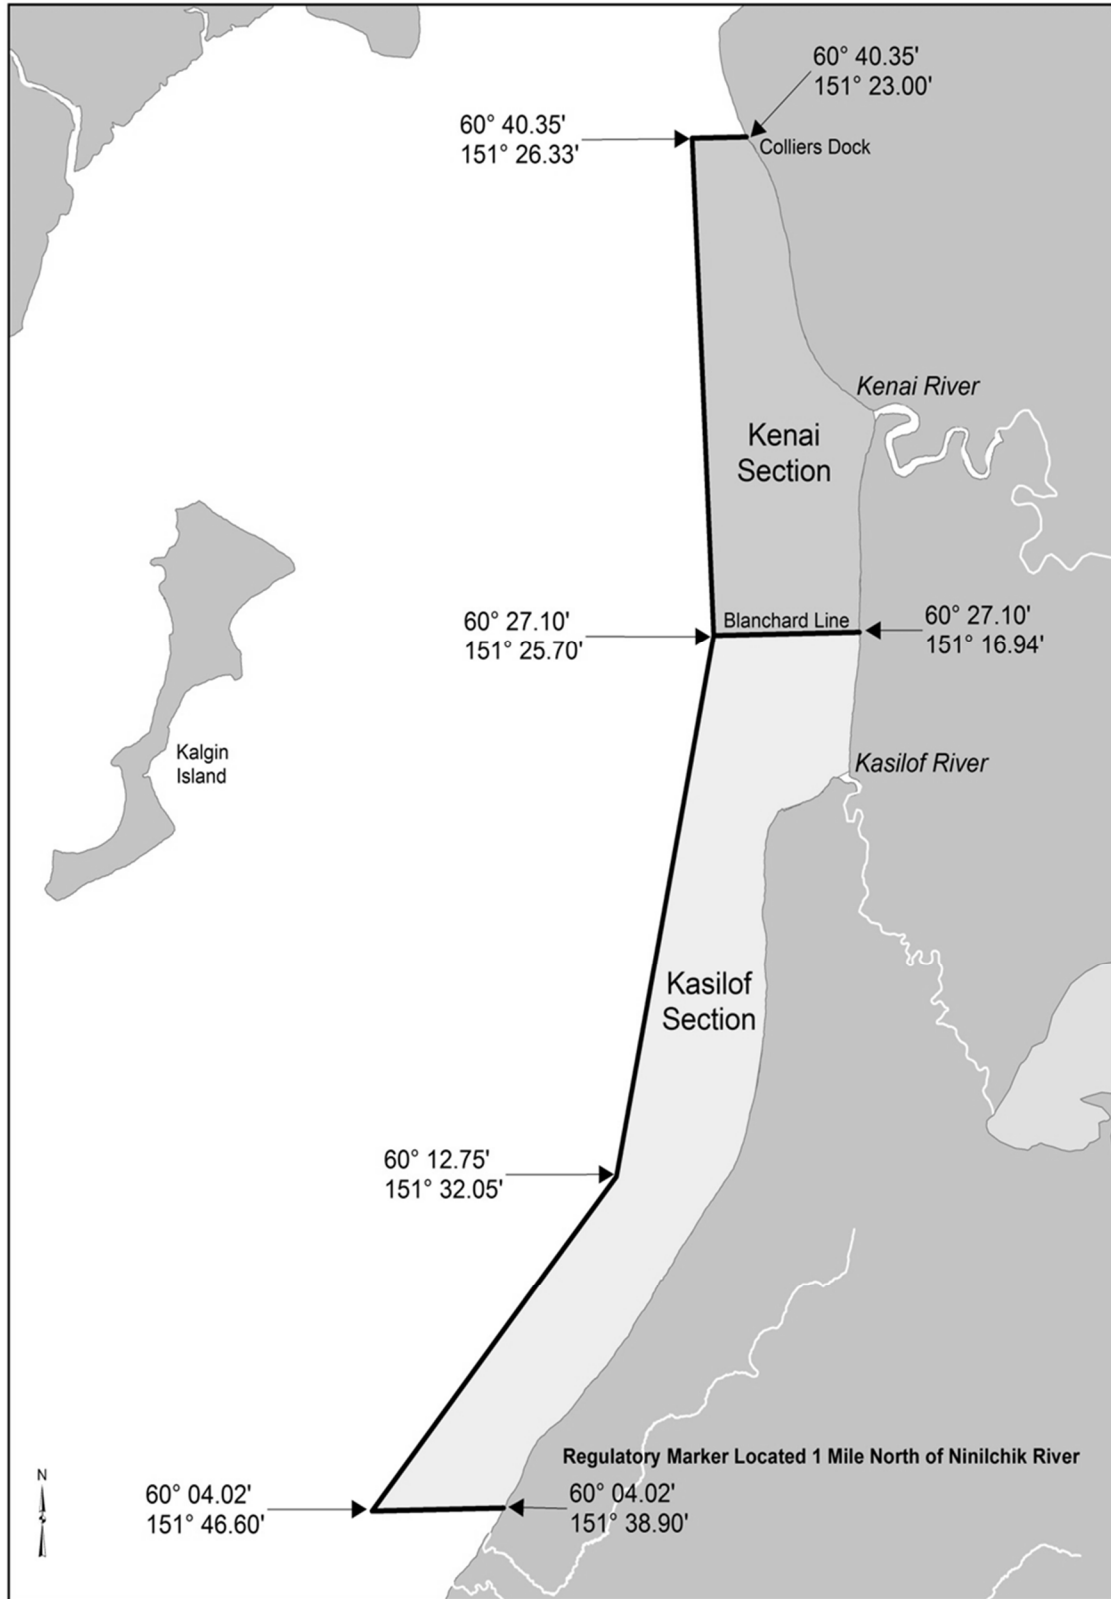 60° 40.35'
151° 23.00'
60° 40.35'
151° 26.33'
Colliers Dock
Kenai River
Kenai
Section
Blanchard Line
60° 27.10'
151° 25.70'
60° 27.10'
151° 16.94'
Kalgin
Island
Kasilof River
Kasilof
Section
60° 12.75'
151° 32.05'
Regulatory Marker Located 1 Mile North of Ninilchik River
N
60° 04.02'
151° 46.60'
60° 04.02'
151° 38.90'